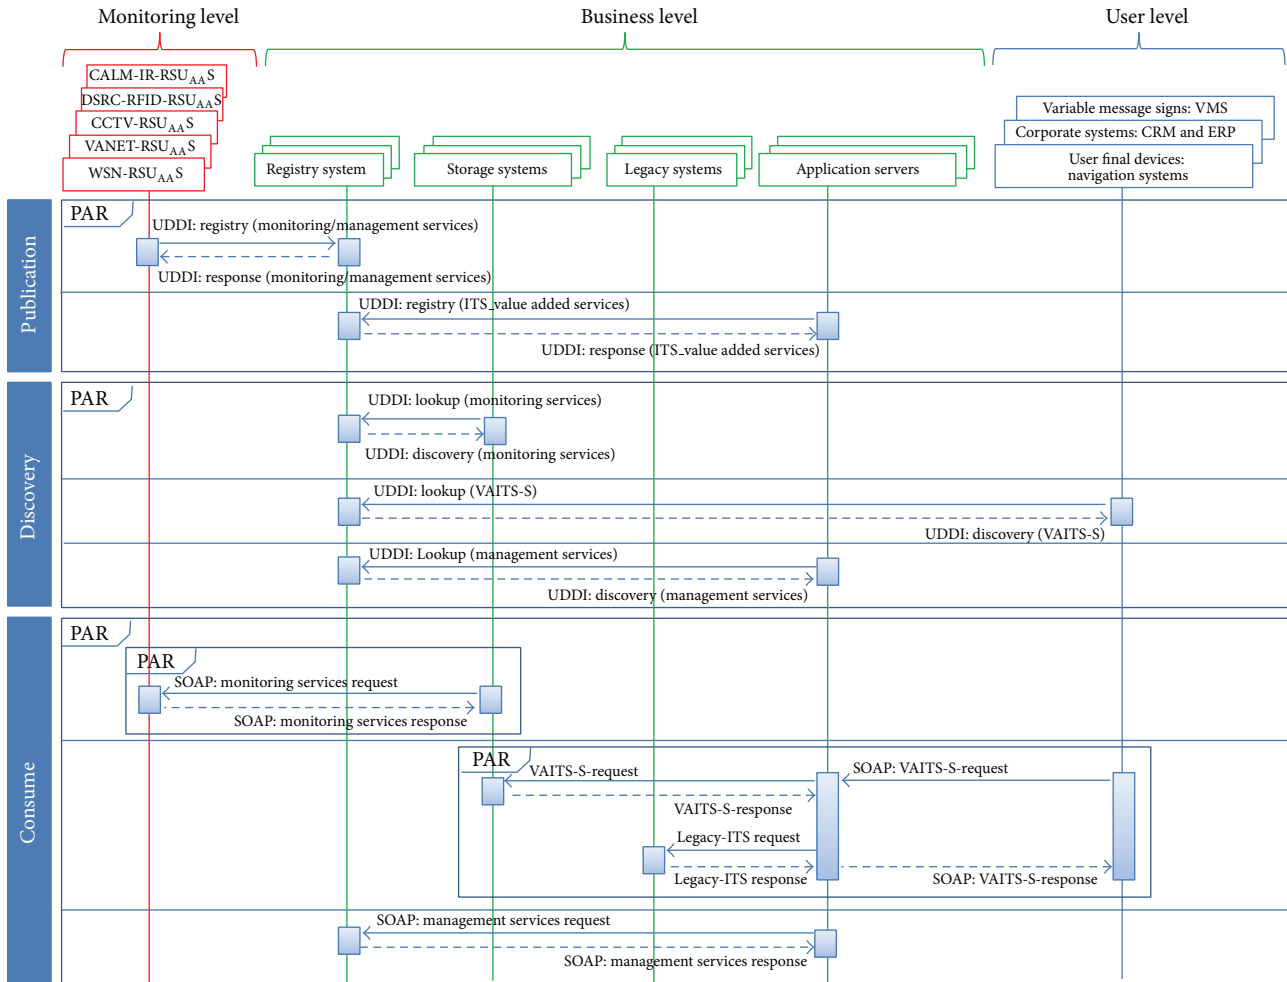 Monitoring level
Business level
User level
CALM-IR-RSU_AA S
DSRC-RFID-RSU_AA S
CCTV-RSU_AA S
VANET-RSU_AA S
WSN-RSU_AA S
Registry system
Storage systems
Legacy systems
Application servers
Variable message signs: VMS
Corporate systems: CRM and ERP
User final devices:
navigation systems
Publication
PAR
UDDI: registry (monitoring/management services)
UDDI: response (monitoring/management services)
UDDI: registry (ITS_value added services)
UDDI: response (ITS_value added services)
Discovery
PAR
UDDI: lookup (monitoring services)
UDDI: discovery (monitoring services)
UDDI: lookup (VAITS-S)
UDDI: discovery (VAITS-S)
UDDI: Lookup (management services)
UDDI: discovery (management services)
Consume
PAR
PAR
SOAP: monitoring services request
SOAP: monitoring services response
PAR
VAITS-S-request
SOAP: VAITS-S-request
VAITS-S-response
Legacy-ITS request
Legacy-ITS response
SOAP: VAITS-S-response
SOAP: management services request
SOAP: management services response